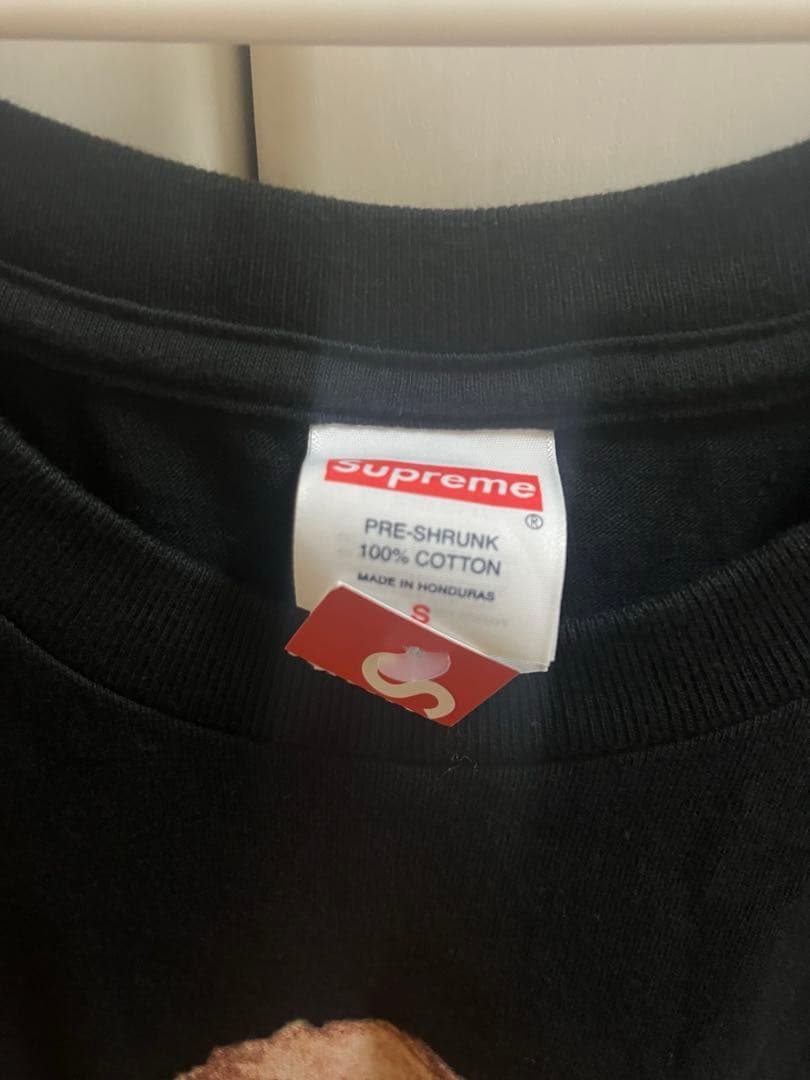 Supreme
®
PRE-SHRUNK
100% COTTON
MADE IN HONDURAS
S
S